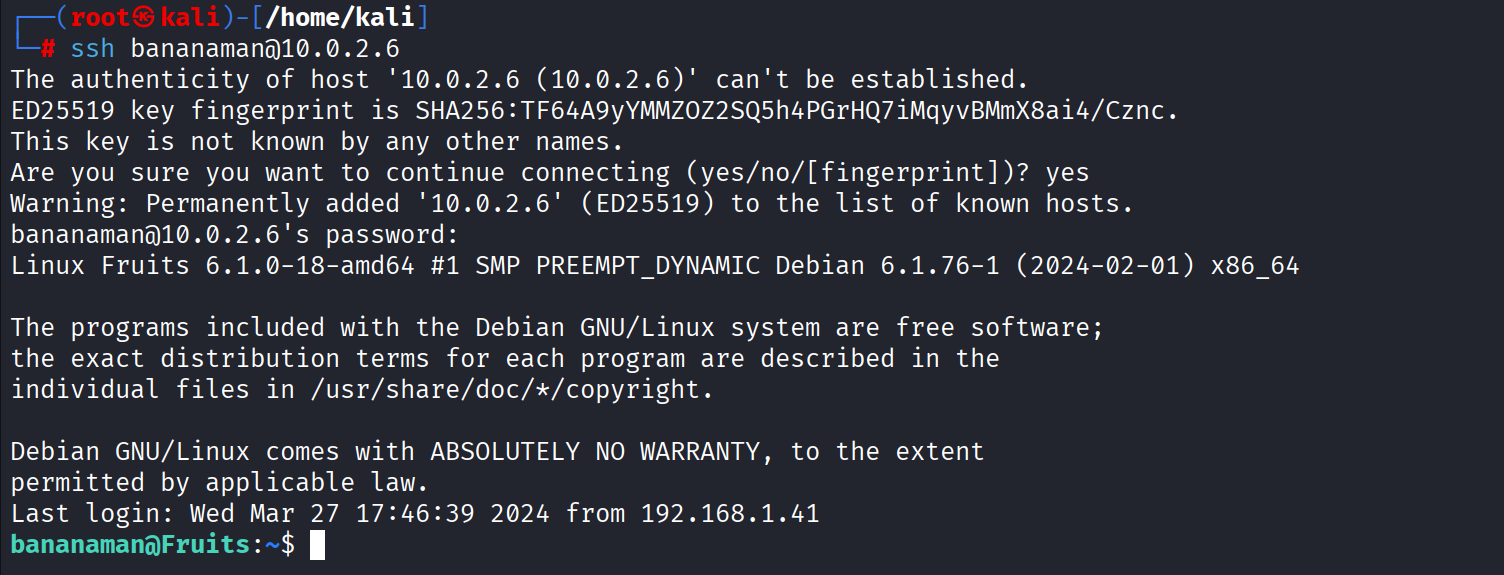 ┌──(root㉿kali)-[/home/kali]
└─# ssh bananaman@10.0.2.6
The authenticity of host '10.0.2.6 (10.0.2.6)' can't be established.
ED25519 key fingerprint is SHA256:TF64A9yYMMZOZ2SQ5h4PGrHQ7iMqyvBMmX8ai4/Cznc.
This key is not known by any other names.
Are you sure you want to continue connecting (yes/no/[fingerprint])? yes
Warning: Permanently added '10.0.2.6' (ED25519) to the list of known hosts.
bananaman@10.0.2.6's password:
Linux Fruits 6.1.0-18-amd64 #1 SMP PREEMPT_DYNAMIC Debian 6.1.76-1 (2024-02-01) x86_64
The programs included with the Debian GNU/Linux system are free software;
the exact distribution terms for each program are described in the
individual files in /usr/share/doc/*/copyright.
Debian GNU/Linux comes with ABSOLUTELY NO WARRANTY, to the extent
permitted by applicable law.
Last login: Wed Mar 27 17:46:39 2024 from 192.168.1.41
bananaman@Fruits:~$